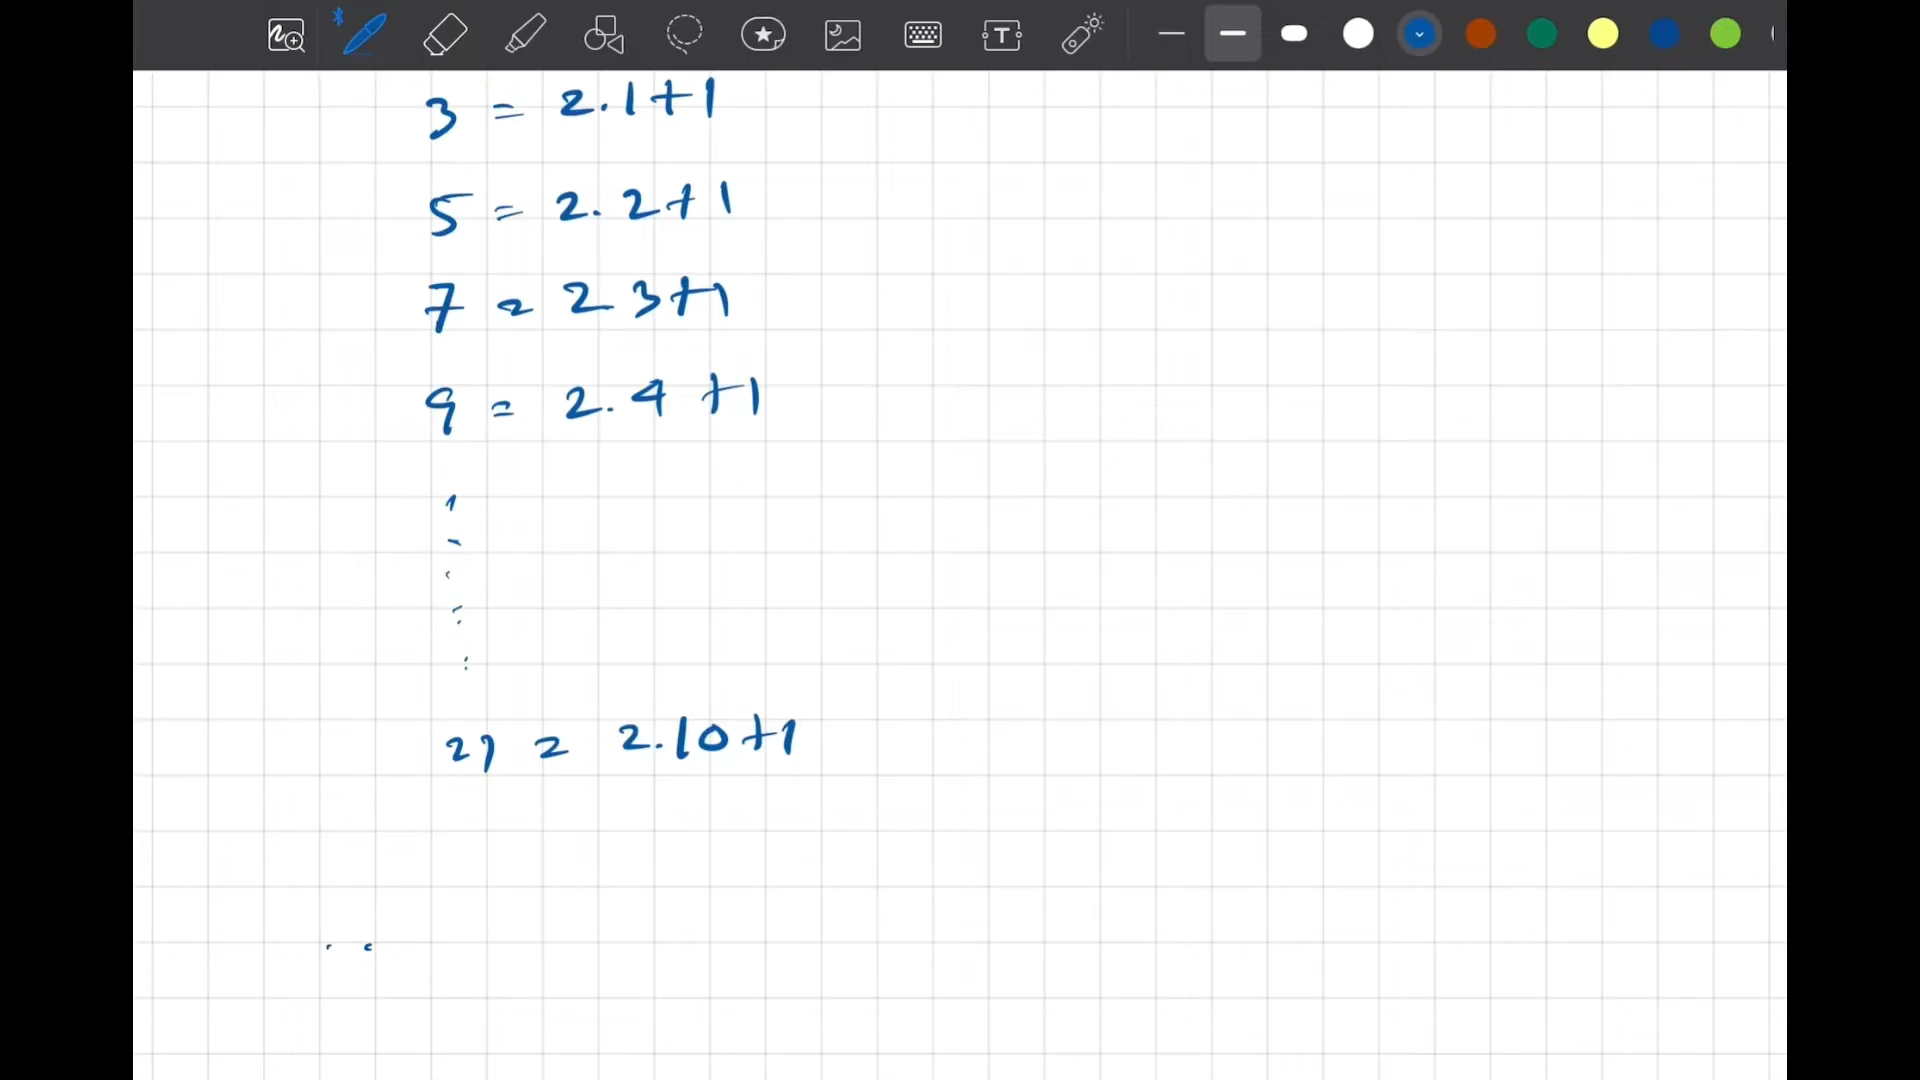 3 = 2.1+1
5 = 2.2+1
7 = 2 3+1
9 = 2.4 +1
21 = 2.10+1